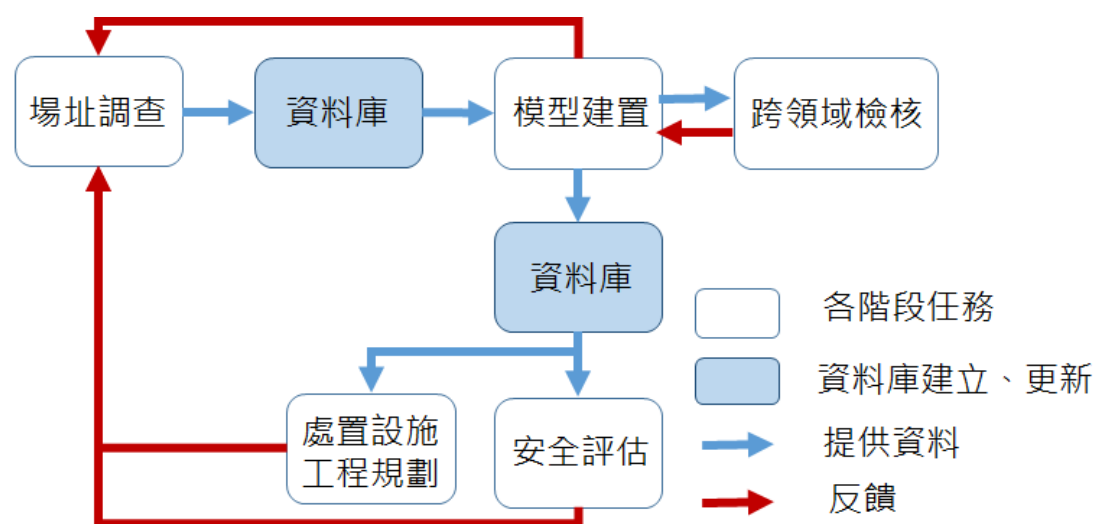 場址調查
資料庫
模型建置
跨領域檢核
資料庫
處置設施
工程規劃
安全評估
各階段任務
資料庫建立、更新
提供資料
反饋